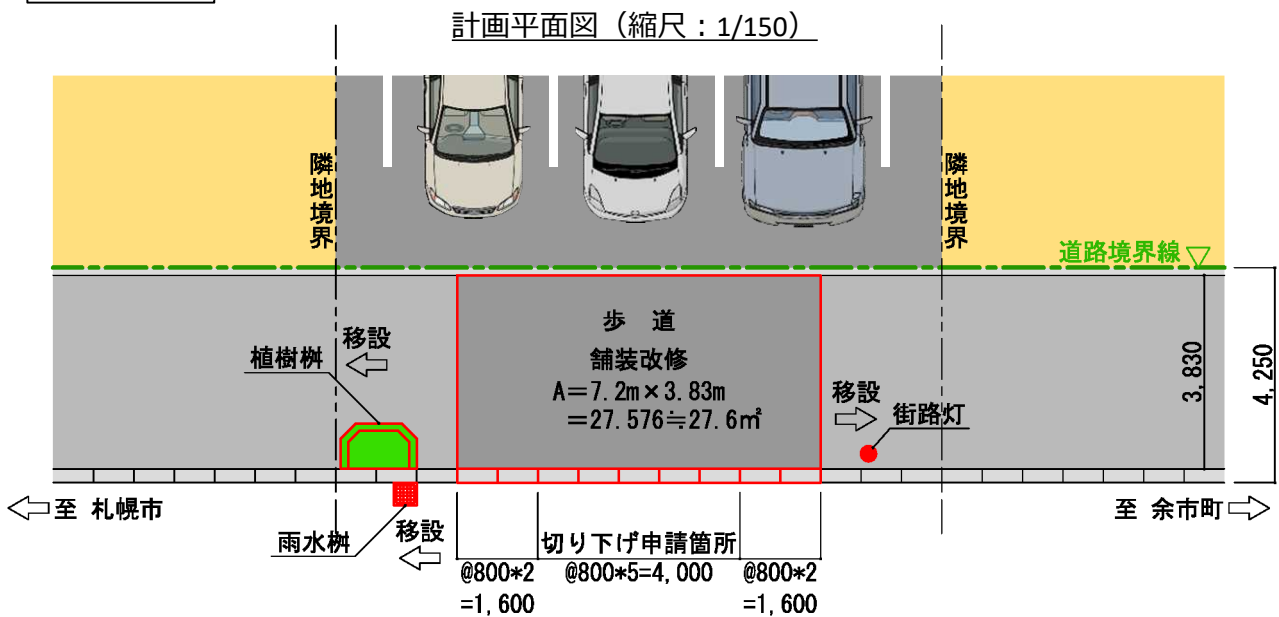 計画平面図（縮尺：1/150）
隣地境界
隣地境界
道路境界線
歩　道
舗装改修
A＝7.2m×3.83m
＝27.576≒27.6㎡
移設
植樹桝
移設
街路灯
3,830
4,250
至 札幌市
至 余市町
雨水桝
移設
切り下げ申請箇所
@800*2
=1,600
@800*5=4,000
@800*2
=1,600